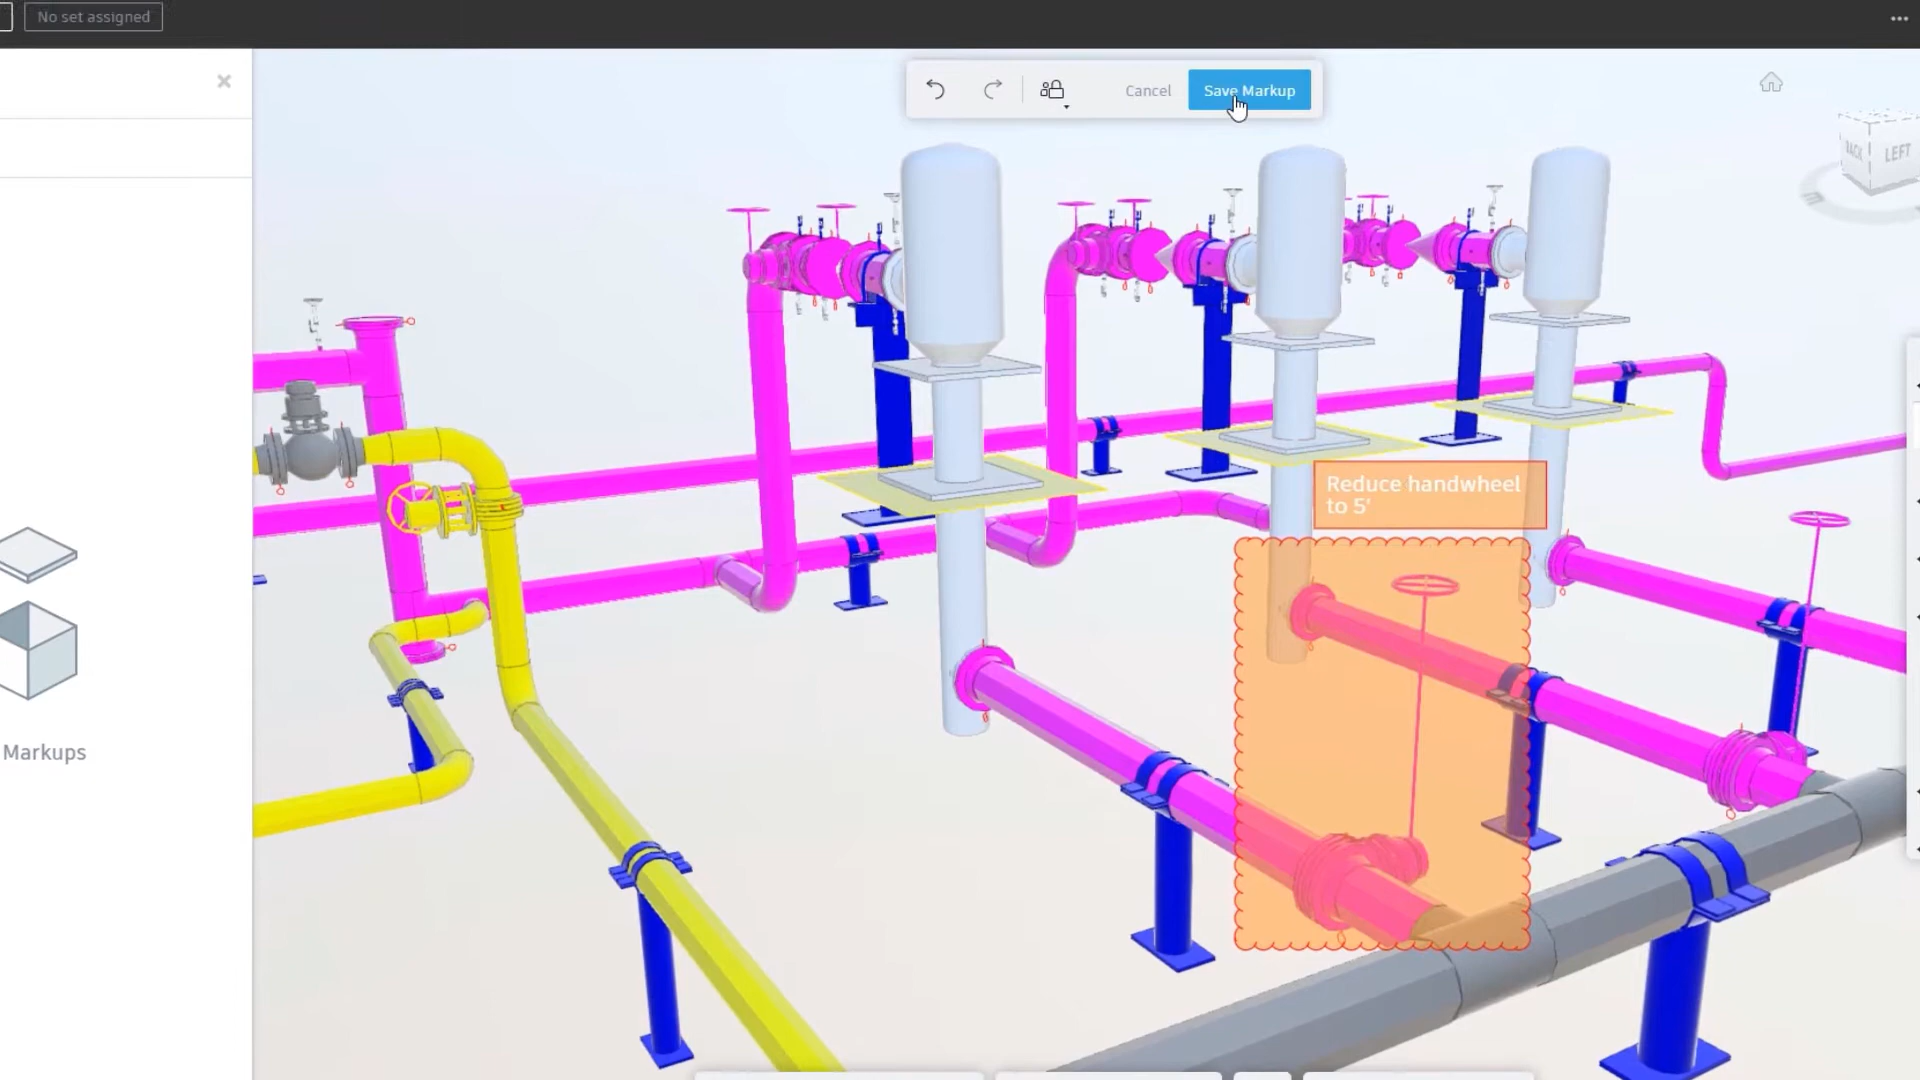 No set assigned
Cancel
Save Markup
BACK
LEFT
Reduce handwheel
to 5'
Markups